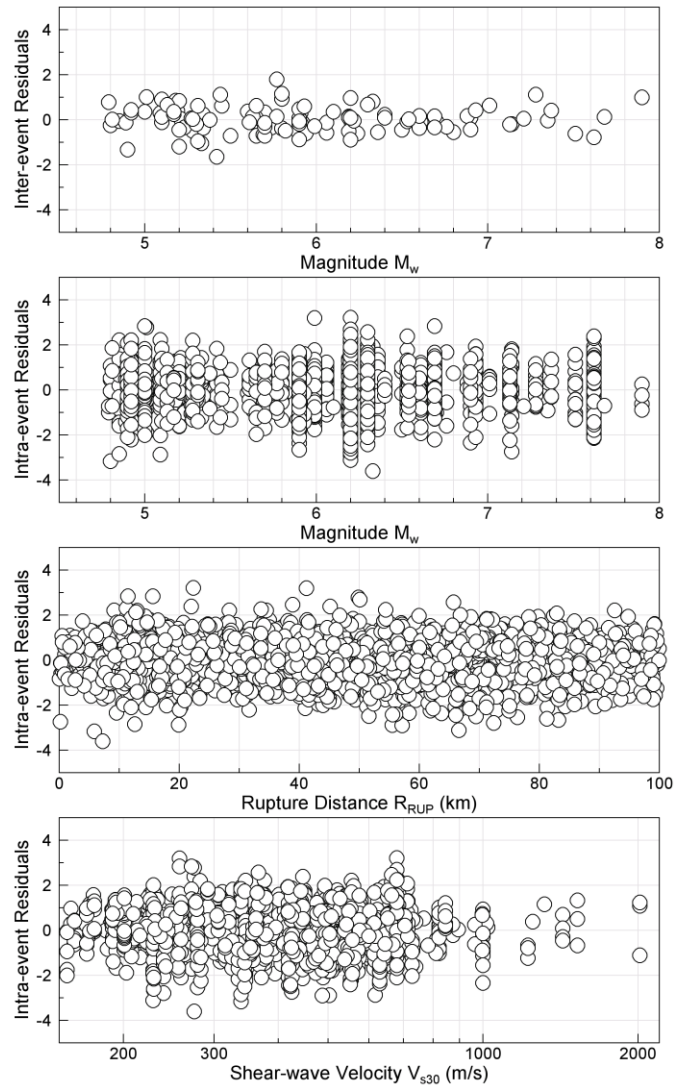 Inter-event Residuals
4
2
0
-2
-4
5 6 7 8
Magnitude Mw
Intra-event Residuals
4
2
0
-2
-4
5 6 7 8
Magnitude Mw
Intra-event Residuals
4
2
0
-2
-4
0 20 40 60 80 100
Rupture Distance RRUP (km)
Intra-event Residuals
4
2
0
-2
-4
200 300 1000 2000
Shear-wave Velocity Vs30 (m/s)